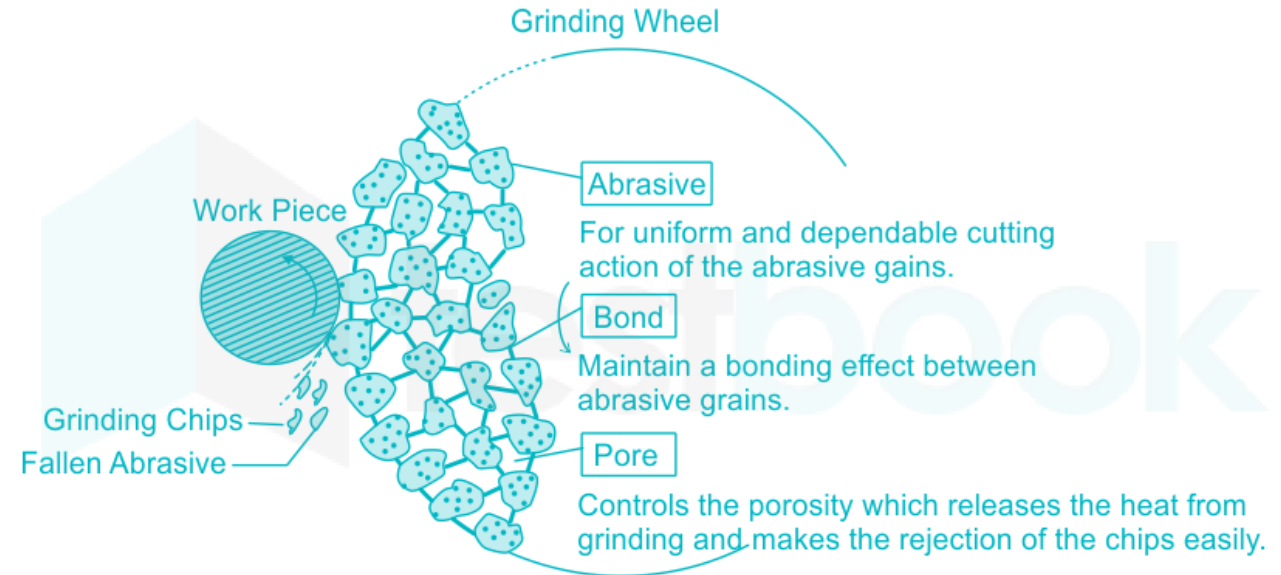 Grinding Wheel
Abrasive
For uniform and dependable cutting
action of the abrasive gains.
Work Piece
Bond
Maintain a bonding effect between
abrasive grains.
Grinding Chips
Fallen Abrasive
Pore
Controls the porosity which releases the heat from
grinding and makes the rejection of the chips easily.
testbook